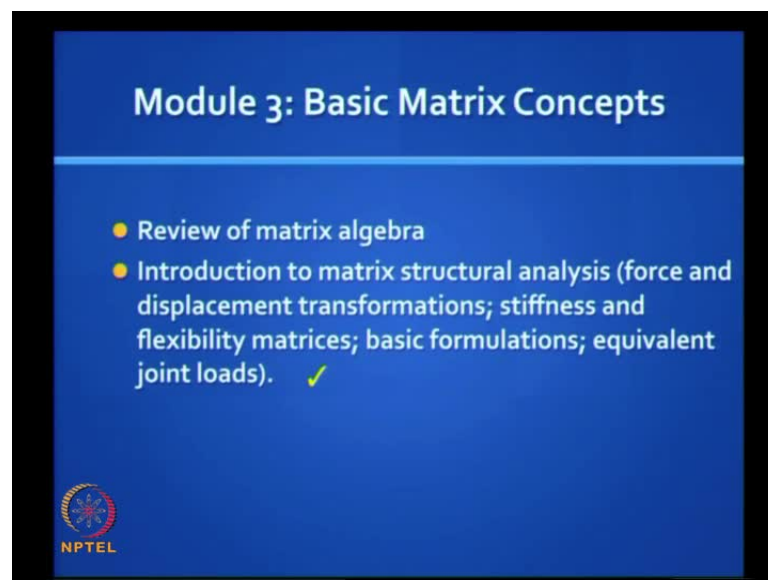 Module 3: Basic Matrix Concepts
Review of matrix algebra
Introduction to matrix structural analysis (force and
displacement transformations; stiffness and
flexibility matrices; basic formulations; equivalent
joint loads). ✓
NPTEL